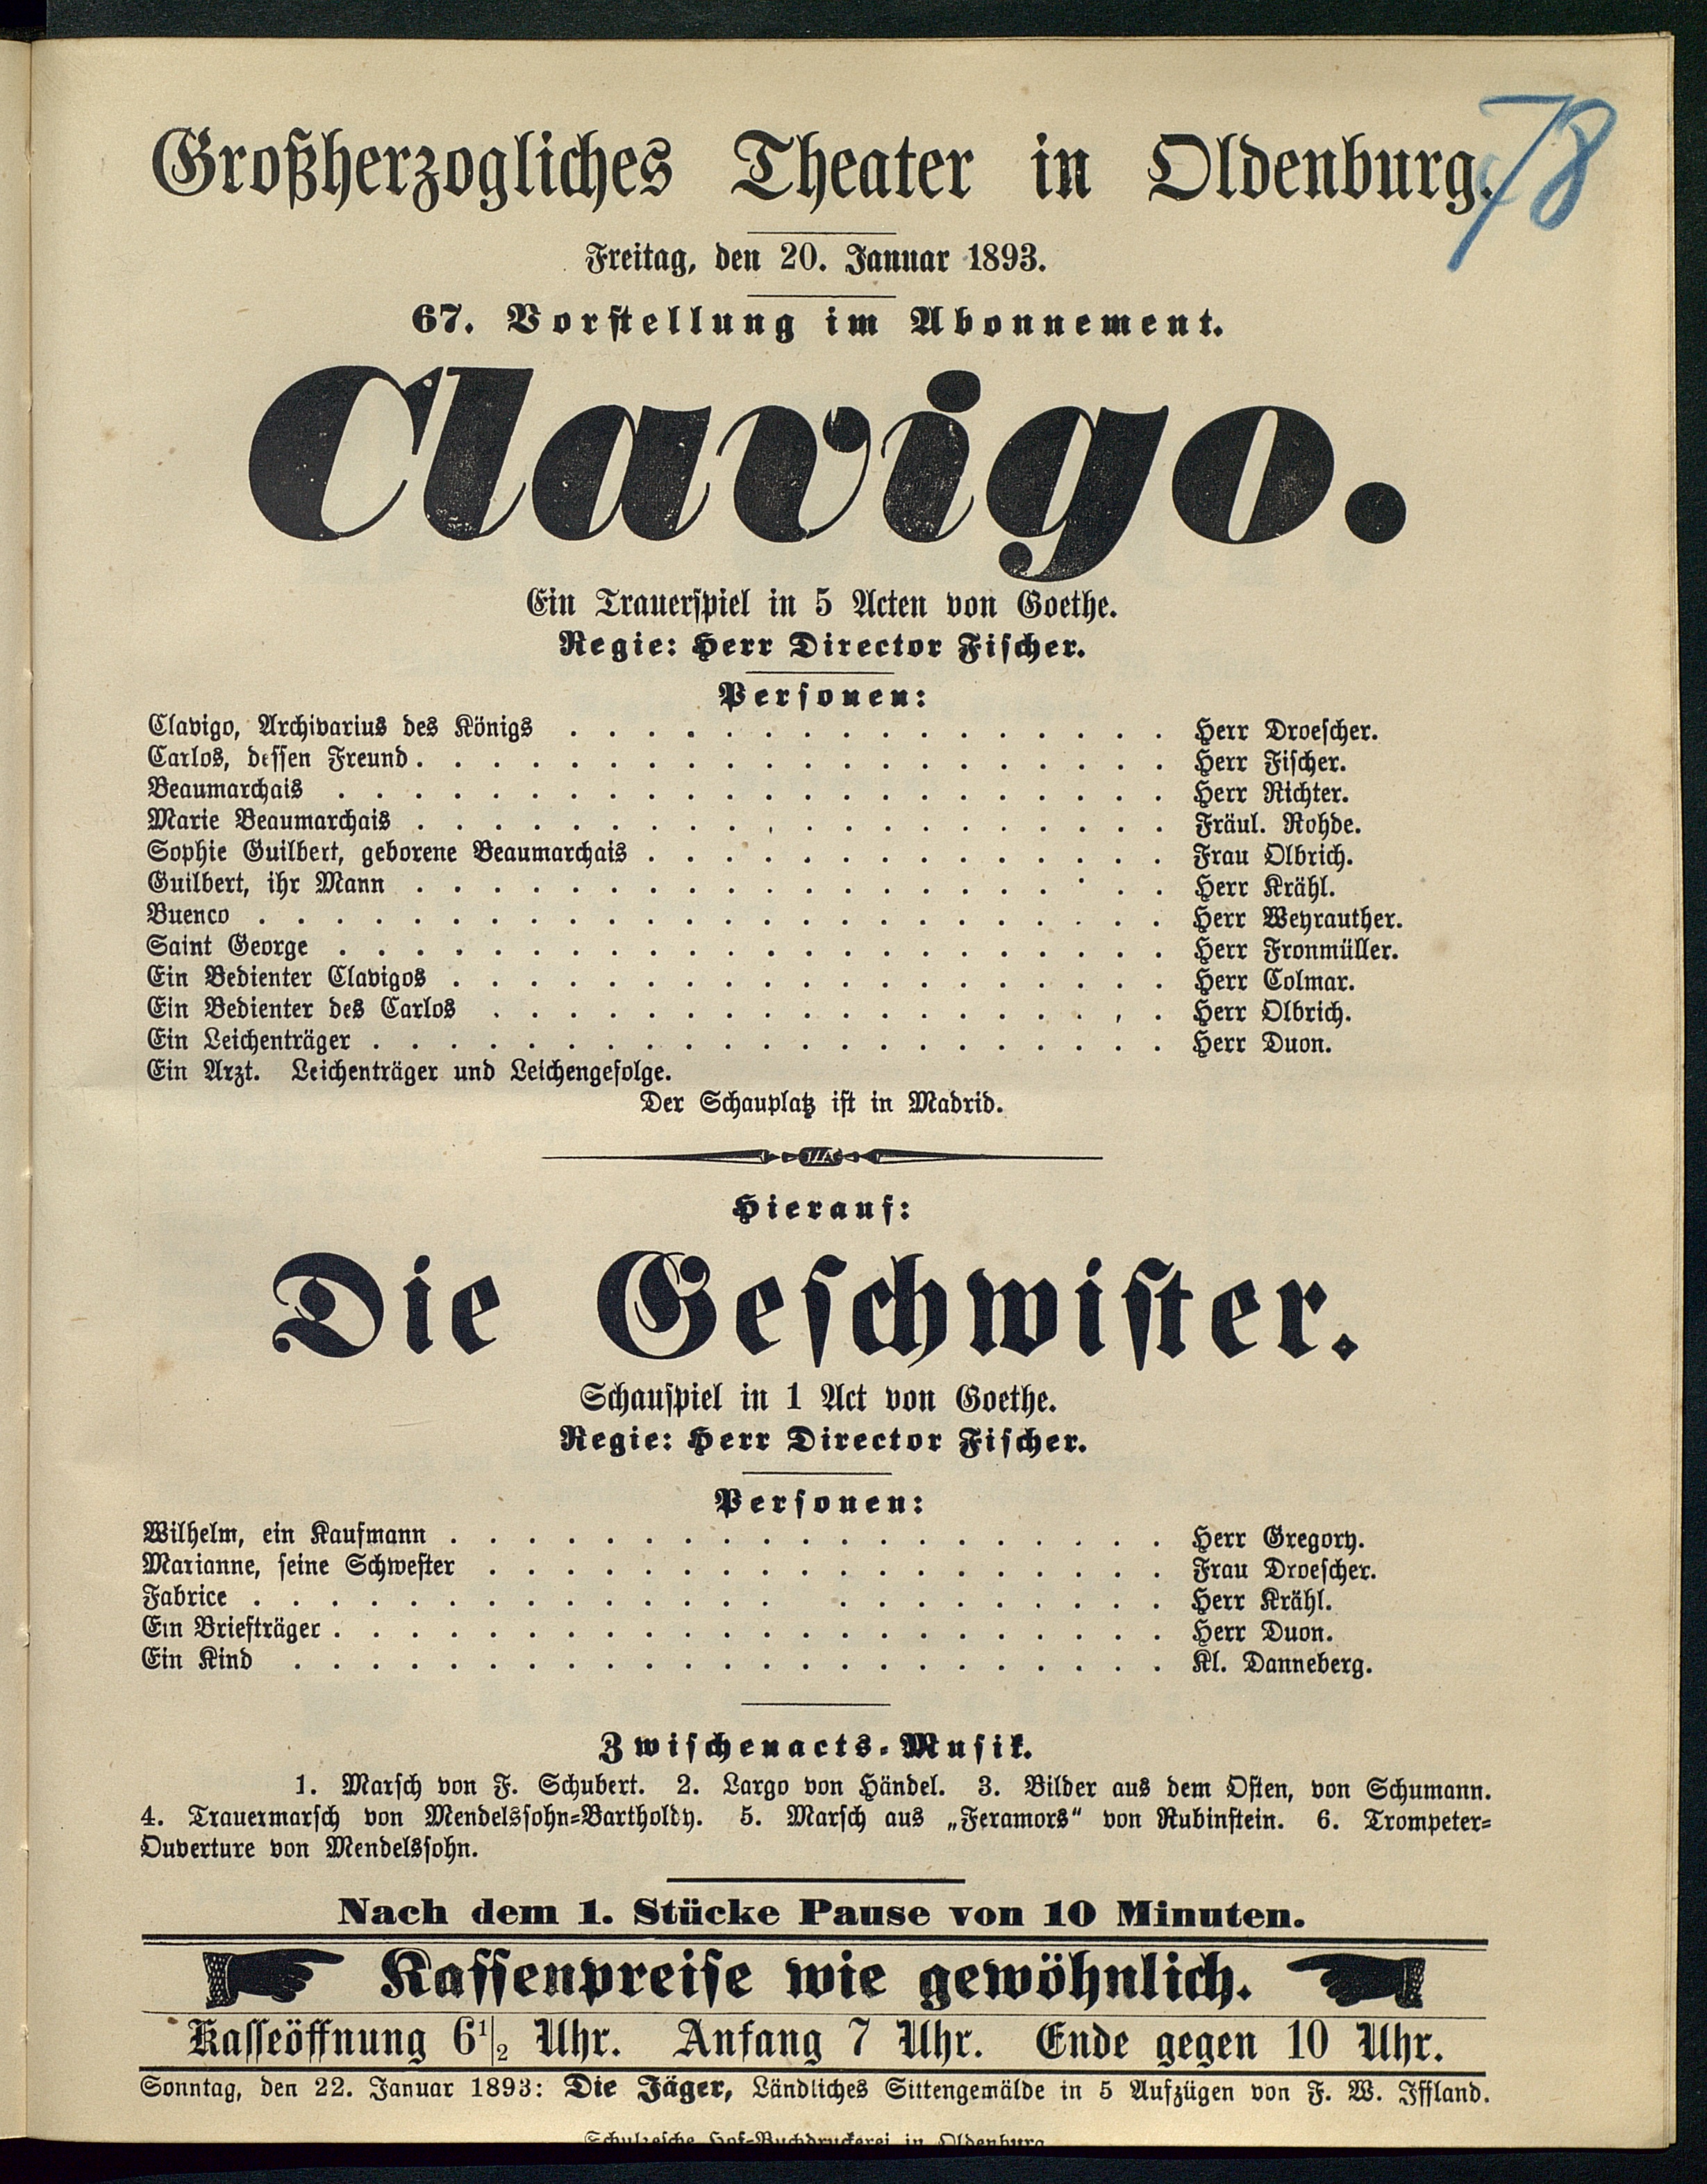 78
Großherzogliches Theater in Oldenburg.
Freitag, den 20. Januar 1893.
67. Vorstellung im Abonnement.
Clavigo.
Ein Trauerspiel in 5 Acten von Goethe.
Regie: Herr Director Fischer.
Personen:
Clavigo, Archivarius des Königs . . . . . . . . . . . . . . . . Herr Droescher.
Carlos, dessen Freund . . . . . . . . . . . . . . . . . . . . Herr Fischer.
Beaumarchais . . . . . . . . . . . . . . . . . . . . . . Herr Richter.
Marie Beaumarchais . . . . . . . . . . . . . . . . . . . . Fräul. Rohde.
Sophie Guilbert, geborene Beaumarchais . . . . . . . . . . . . . . Frau Olbrich.
Guilbert, ihr Mann . . . . . . . . . . . . . . . . . . . . Herr Krähl.
Buenco . . . . . . . . . . . . . . . . . . . . . . . . Herr Weyrauther.
Saint George . . . . . . . . . . . . . . . . . . . . . . Herr Fronmüller.
Ein Bedienter Clavigos . . . . . . . . . . . . . . . . . . . Herr Colmar.
Ein Bedienter des Carlos . . . . . . . . . . . . . . . . . . Herr Olbrich.
Ein Leichenträger . . . . . . . . . . . . . . . . . . . . . Herr Duon.
Ein Arzt. Leichenträger und Leichengefolge.
Der Schauplatz ist in Madrid.
Hierauf:
Die Geschwister.
Schauspiel in 1 Act von Goethe.
Regie: Herr Director Fischer.
Personen:
Wilhelm, ein Kaufmann . . . . . . . . . . . . . . . . . . . Herr Gregory.
Marianne, seine Schwester . . . . . . . . . . . . . . . . . . Frau Droescher.
Fabrice . . . . . . . . . . . . . . . . . . . . . . . Herr Krähl.
Ein Briefträger . . . . . . . . . . . . . . . . . . . . . . Herr Duon.
Ein Kind . . . . . . . . . . . . . . . . . . . . . . . Kl. Danneberg.
Zwischenacts-Musik.
1. Marsch von F. Schubert. 2. Largo von Händel. 3. Bilder aus dem Osten, von Schumann.
4. Trauermarsch von Mendelssohn-Bartholdy. 5. Marsch aus „Feramors“ von Rubinstein. 6. Trompeter-
Ouverture von Mendelssohn.
Nach dem 1. Stücke Pause von 10 Minuten.
Kassenpreise wie gewöhnlich.
Kasseöffnung 6 1/2 Uhr. Anfang 7 Uhr. Ende gegen 10 Uhr.
Sonntag, den 22. Januar 1893: Die Jäger, Ländliches Sittengemälde in 5 Aufzügen von F. W. Iffland.
Schulzesche Hof-Buchdruckerei in Oldenburg